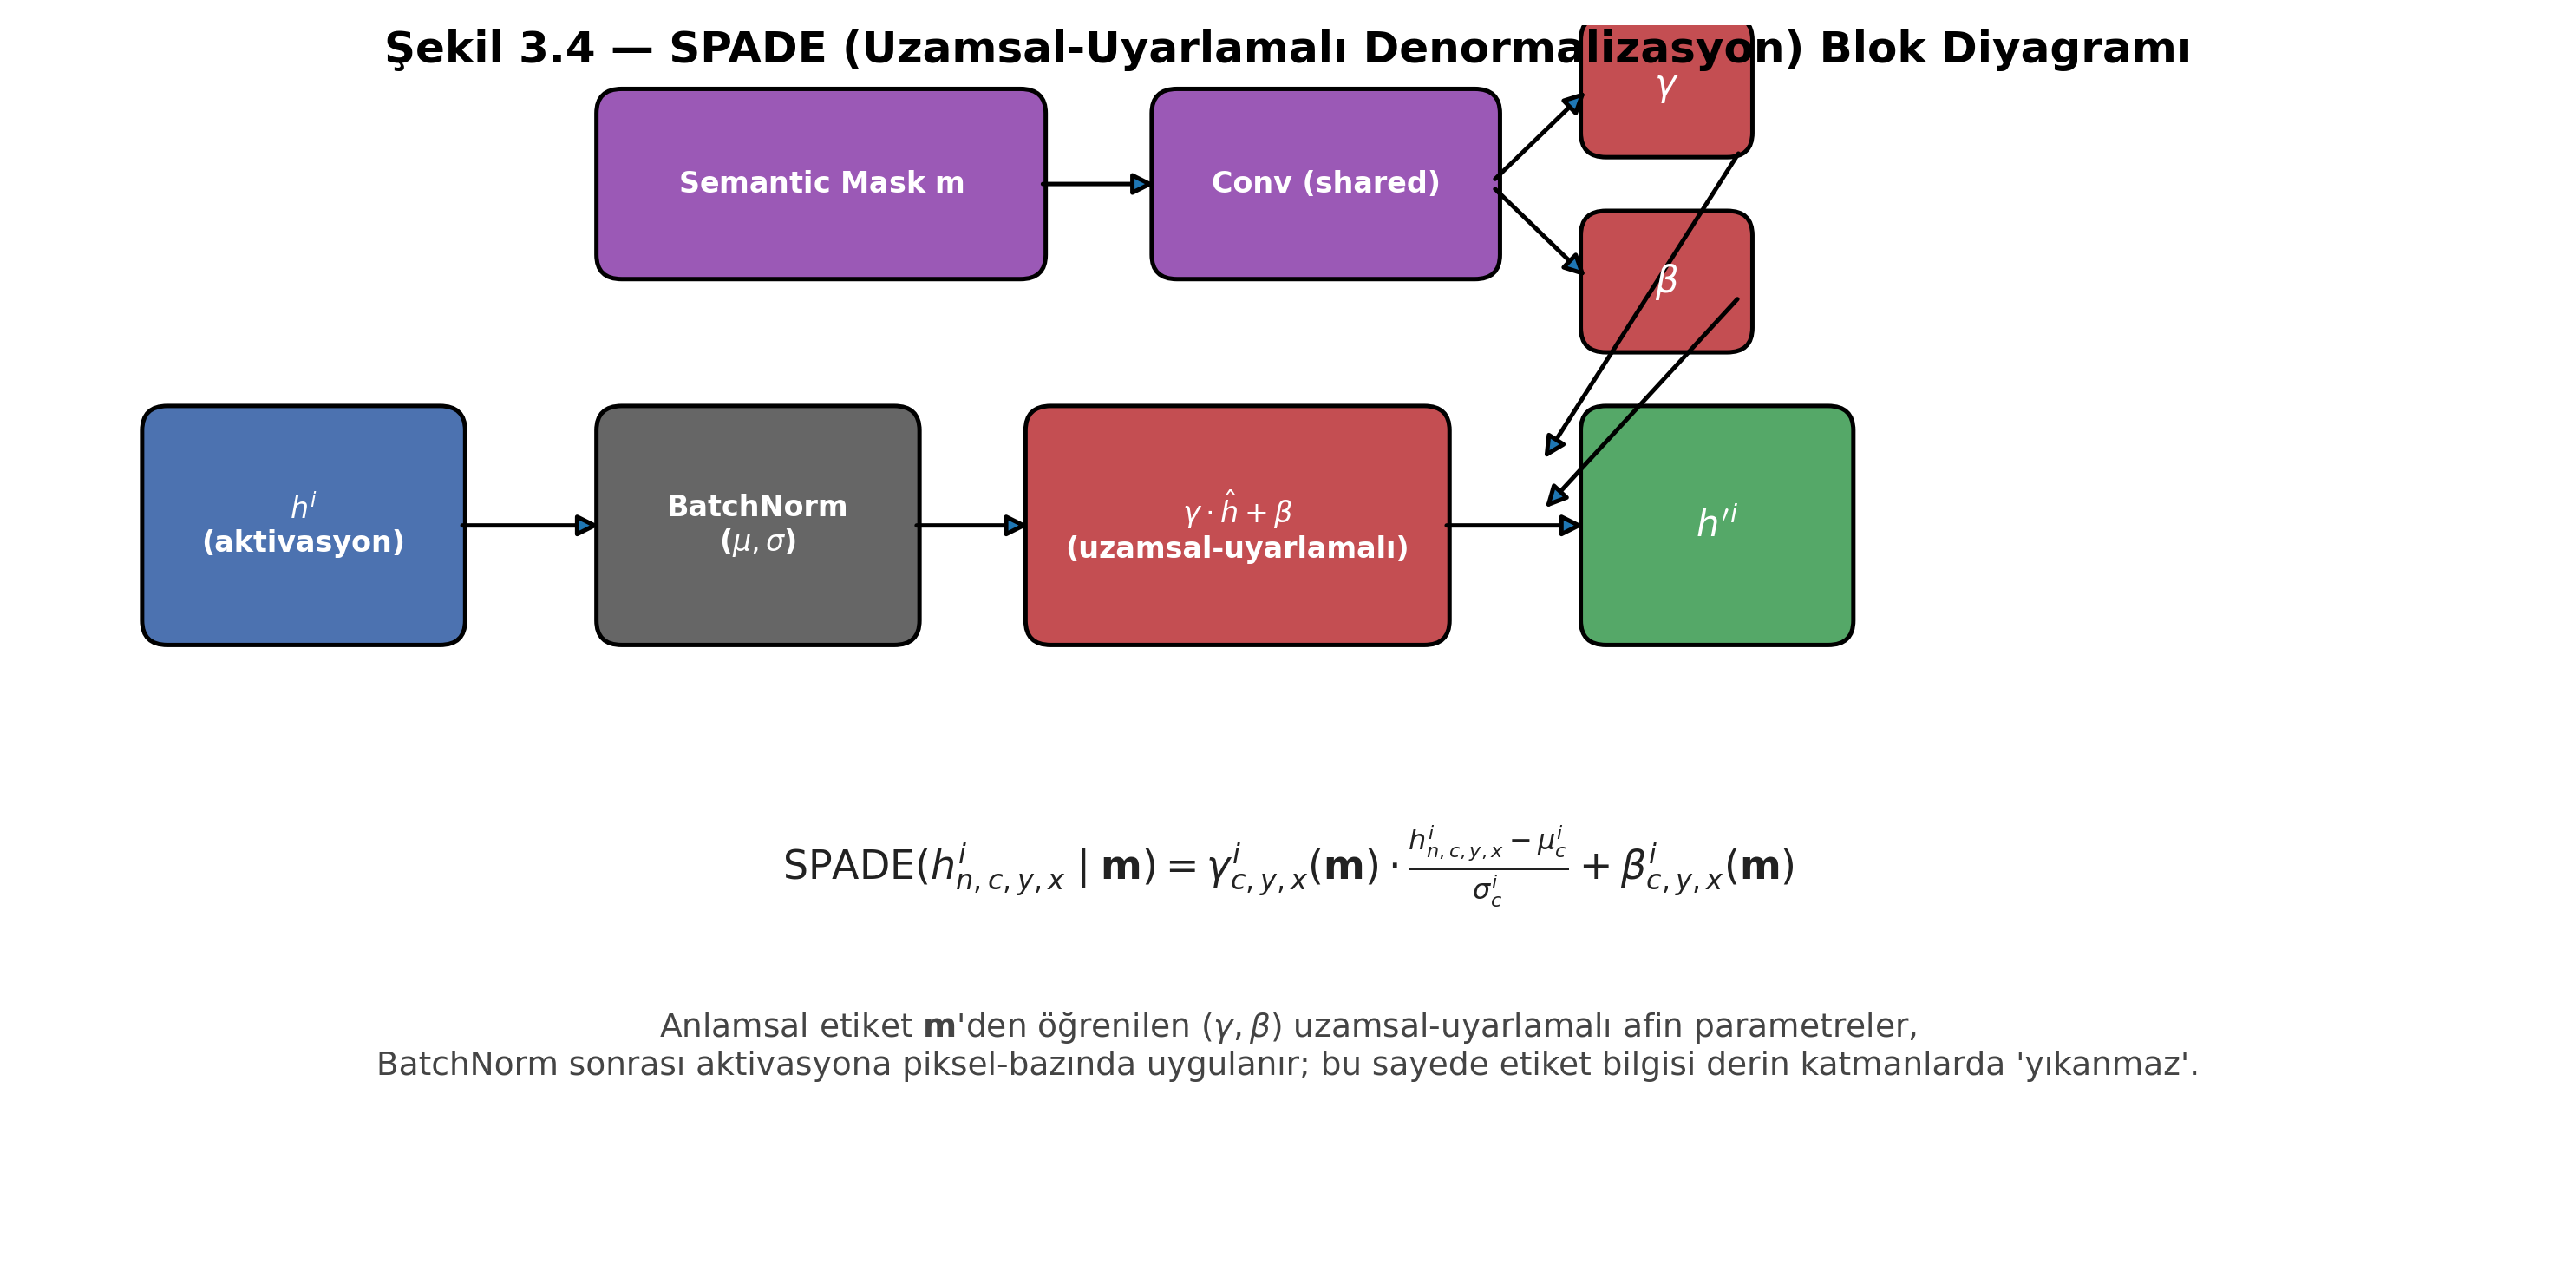 Şekil 3.4 — SPADE (Uzamsal-Uyarlamalı Denormalizasyon) Blok Diyagramı
γ
Semantic Mask m
Conv (shared)
β
h^i
(aktivasyon)
BatchNorm
(μ, σ)
γ · ĥ + β
(uzamsal-uyarlamalı)
h′^i
SPADE(h^i_{n,c,y,x} | m) = γ^i_{c,y,x}(m) · \frac{h^i_{n,c,y,x} − μ^i_c}{σ^i_c} + β^i_{c,y,x}(m)
Anlamsal etiket m'den öğrenilen (γ, β) uzamsal-uyarlamalı afin parametreler,
BatchNorm sonrası aktivasyona piksel-bazında uygulanır; bu sayede etiket bilgisi derin katmanlarda 'yıkanmaz'.